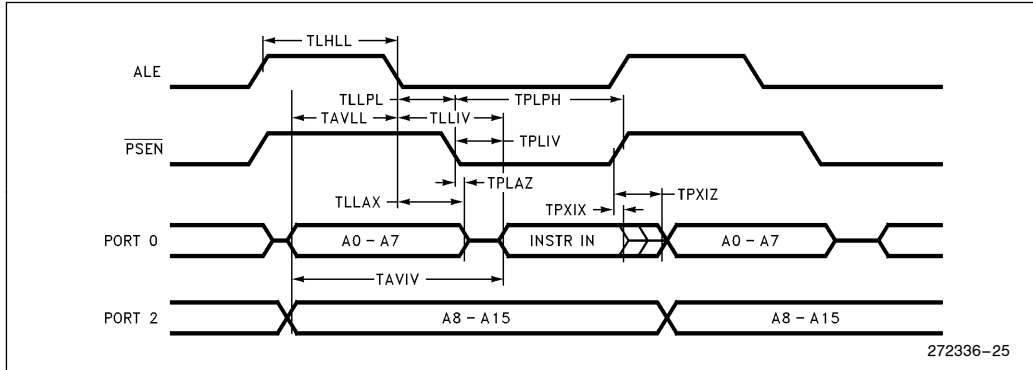 TLHLL
ALE
TLLPL
TPLPH
TAVLL
TLLIV
PSEN
TPLIV
TPLAZ
TLLAX
TPXIX
TPXIZ
PORT 0
A0 – A7
INSTR IN
A0 – A7
TAVIV
PORT 2
A8 – A15
A8 – A15
272336–25